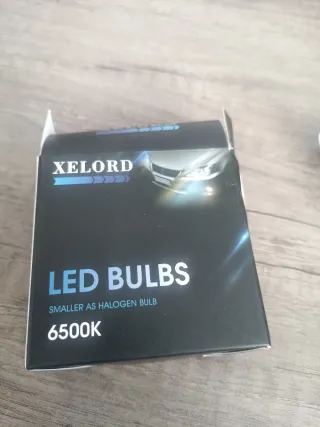 XELORD
LED BULBS
SMALLER AS HALOGEN BULB
6500K